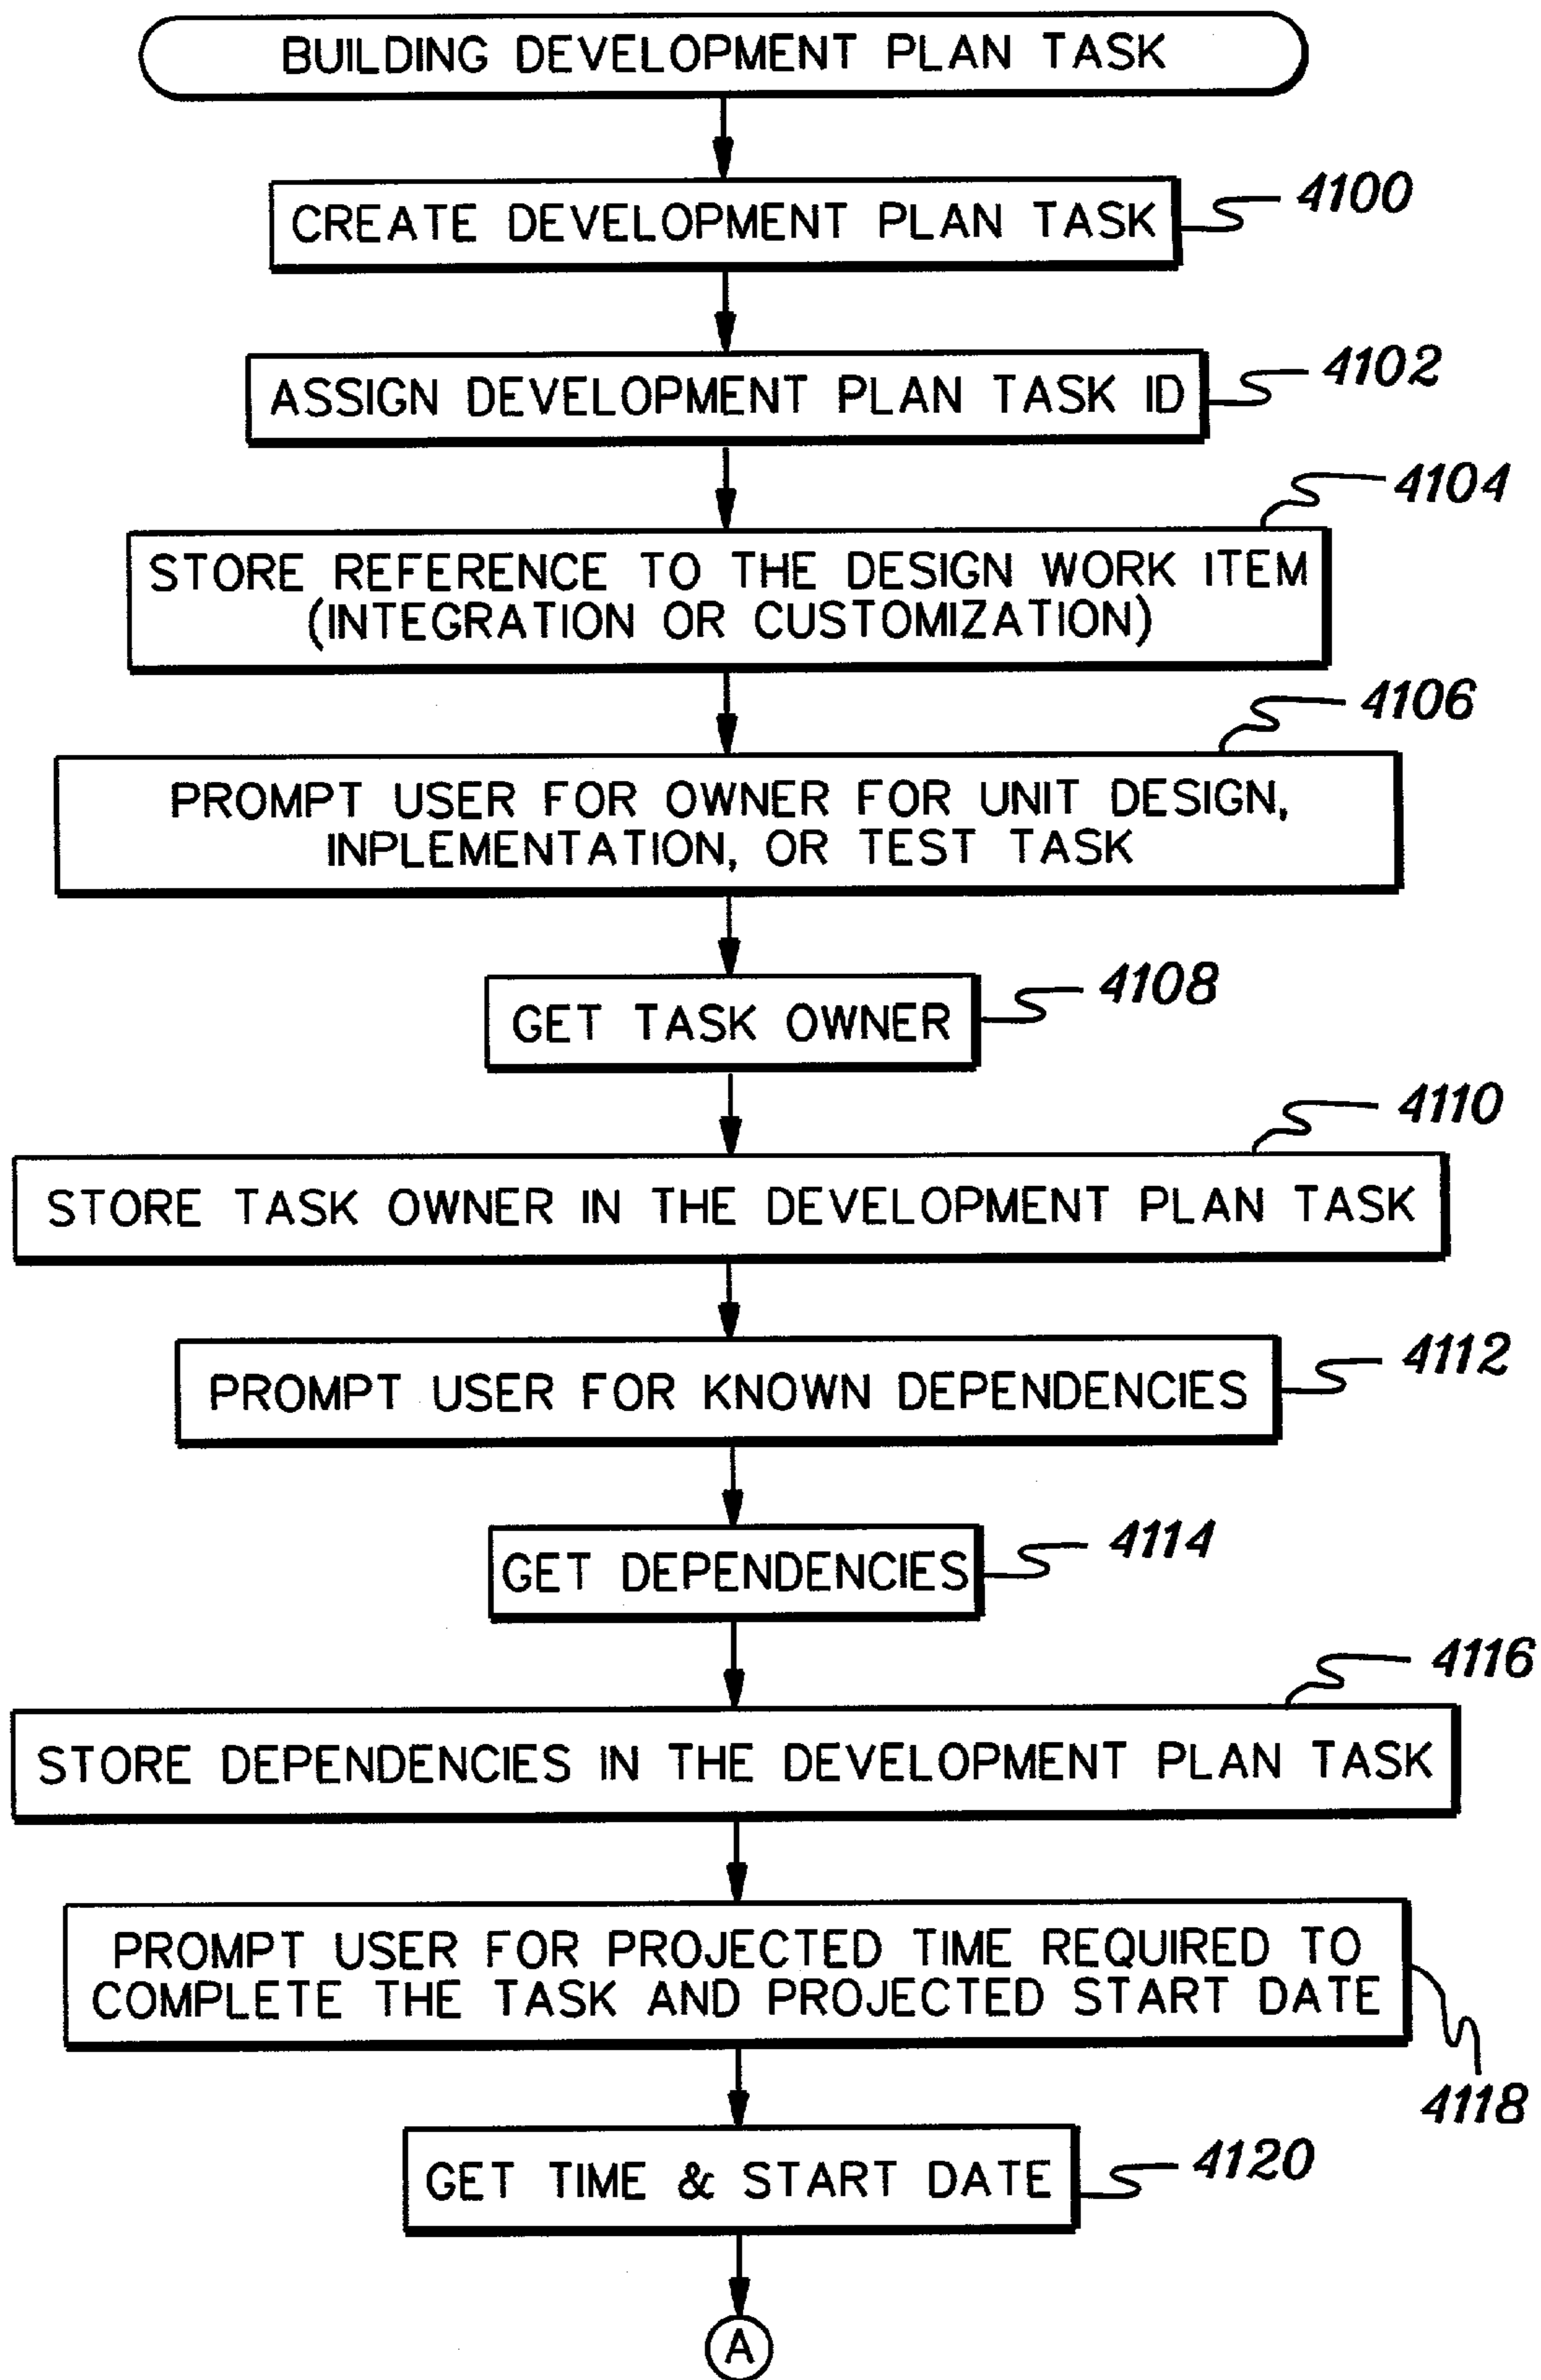 BUILDING DEVELOPMENT PLAN TASK
CREATE DEVELOPMENT PLAN TASK
4100
ASSIGN DEVELOPMENT PLAN TASK ID
4102
4104
STORE REFERENCE TO THE DESIGN WORK ITEM
(INTEGRATION OR CUSTOMIZATION)
4106
PROMPT USER FOR OWNER FOR UNIT DESIGN,
INPLEMENTATION, OR TEST TASK
GET TASK OWNER
4108
4110
STORE TASK OWNER IN THE DEVELOPMENT PLAN TASK
PROMPT USER FOR KNOWN DEPENDENCIES
4112
GET DEPENDENCIES
4114
4116
STORE DEPENDENCIES IN THE DEVELOPMENT PLAN TASK
PROMPT USER FOR PROJECTED TIME REQUIRED TO
COMPLETE THE TASK AND PROJECTED START DATE
4118
GET TIME & START DATE
4120
A